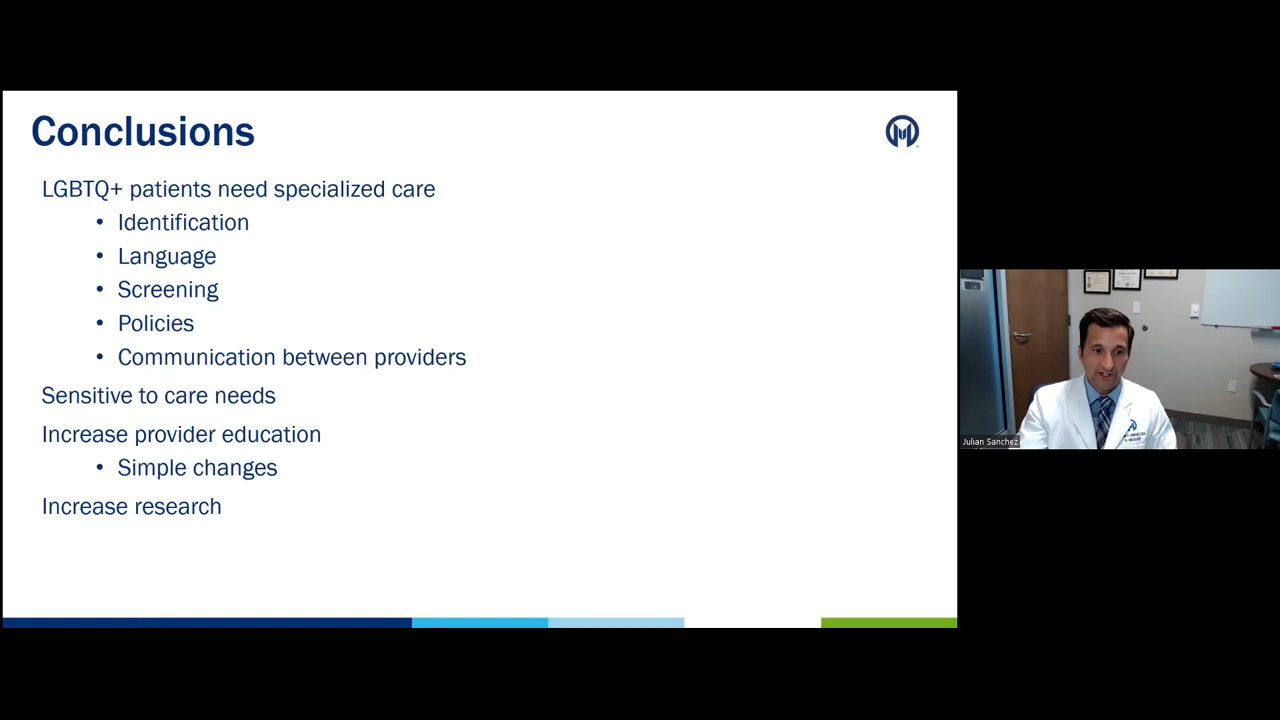 Conclusions
LGBTQ+ patients need specialized care
• Identification
• Language
• Screening
• Policies
• Communication between providers
Sensitive to care needs
Increase provider education
• Simple changes
Increase research
Julian Sanchez